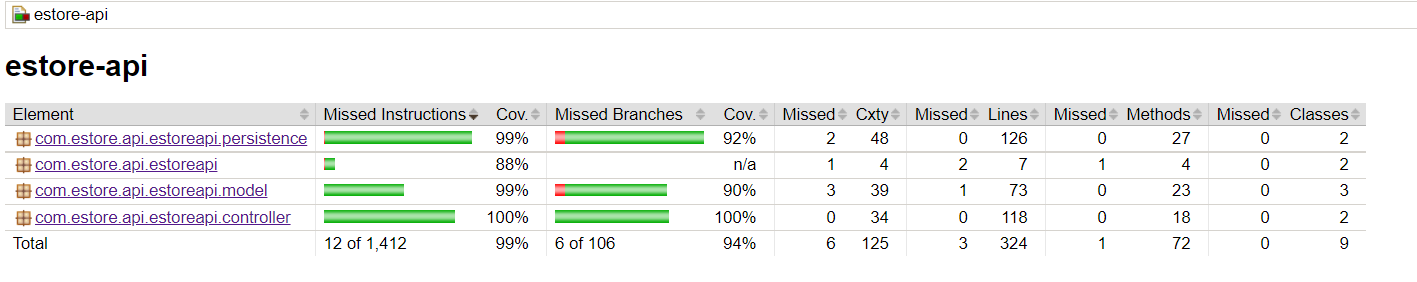 estore-api
estore-api
Element Missed Instructions Cov. Missed Branches Cov. Missed Cxty Missed Lines Missed Methods Missed Classes
com.estore.api.estoreapi.persistence 99% 92% 2 48 0 126 0 27 0 2
com.estore.api.estoreapi 88% n/a 1 4 2 7 1 4 0 2
com.estore.api.estoreapi.model 99% 90% 3 39 1 73 0 23 0 3
com.estore.api.estoreapi.controller 100% 100% 0 34 0 118 0 18 0 2
Total 12 of 1,412 99% 6 of 106 94% 6 125 3 324 1 72 0 9